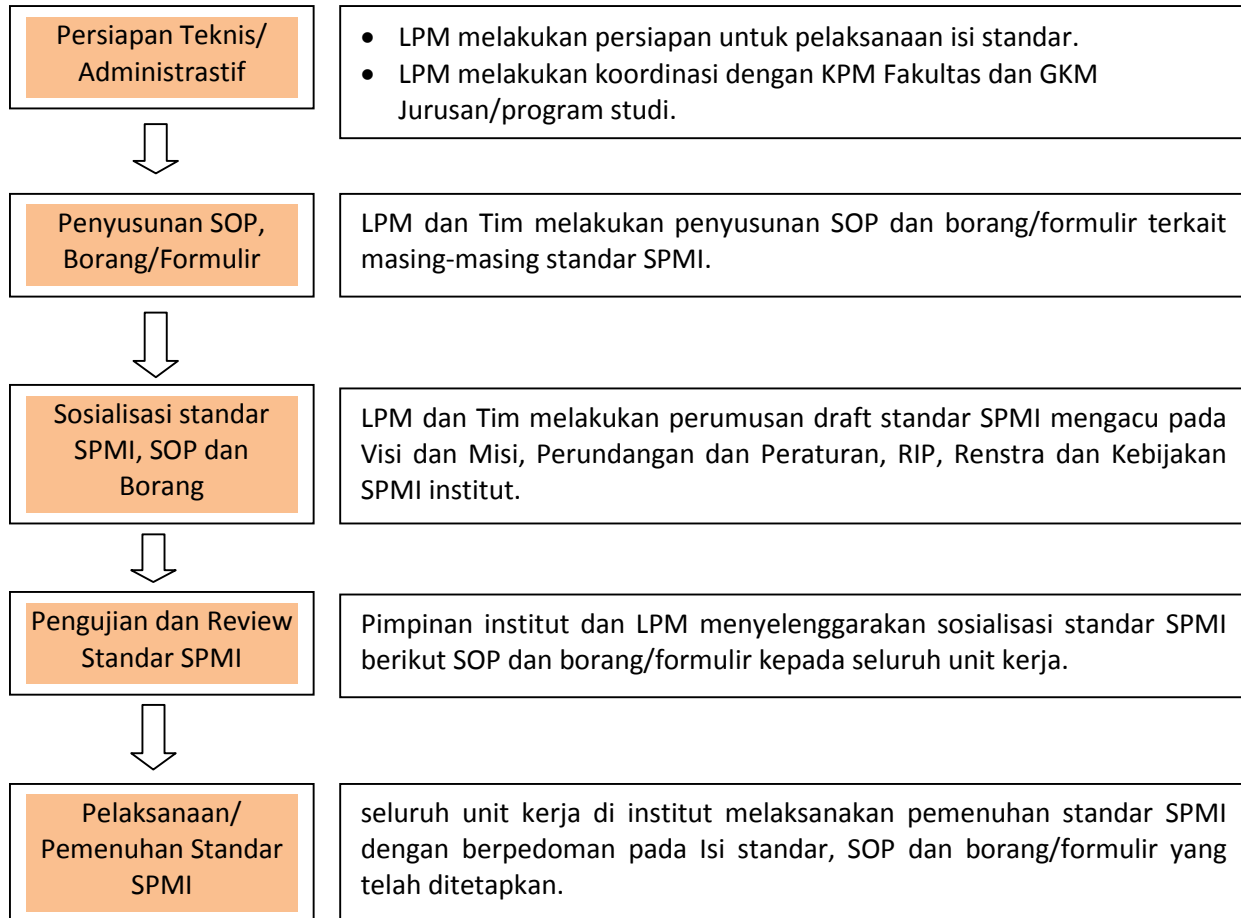 Persiapan Teknis/
Administrastif
• LPM melakukan persiapan untuk pelaksanaan isi standar.
• LPM melakukan koordinasi dengan KPM Fakultas dan GKM
Jurusan/program studi.
Penyusunan SOP,
Borang/Formulir
LPM dan Tim melakukan penyusunan SOP dan borang/formulir terkait
masing-masing standar SPMI.
Sosialisasi standar
SPMI, SOP dan
Borang
LPM dan Tim melakukan perumusan draft standar SPMI mengacu pada
Visi dan Misi, Perundangan dan Peraturan, RIP, Renstra dan Kebijakan
SPMI institut.
Pengujian dan Review
Standar SPMI
Pimpinan institut dan LPM menyelenggarakan sosialisasi standar SPMI
berikut SOP dan borang/formulir kepada seluruh unit kerja.
Pelaksanaan/
Pemenuhan Standar
SPMI
seluruh unit kerja di institut melaksanakan pemenuhan standar SPMI
dengan berpedoman pada Isi standar, SOP dan borang/formulir yang
telah ditetapkan.